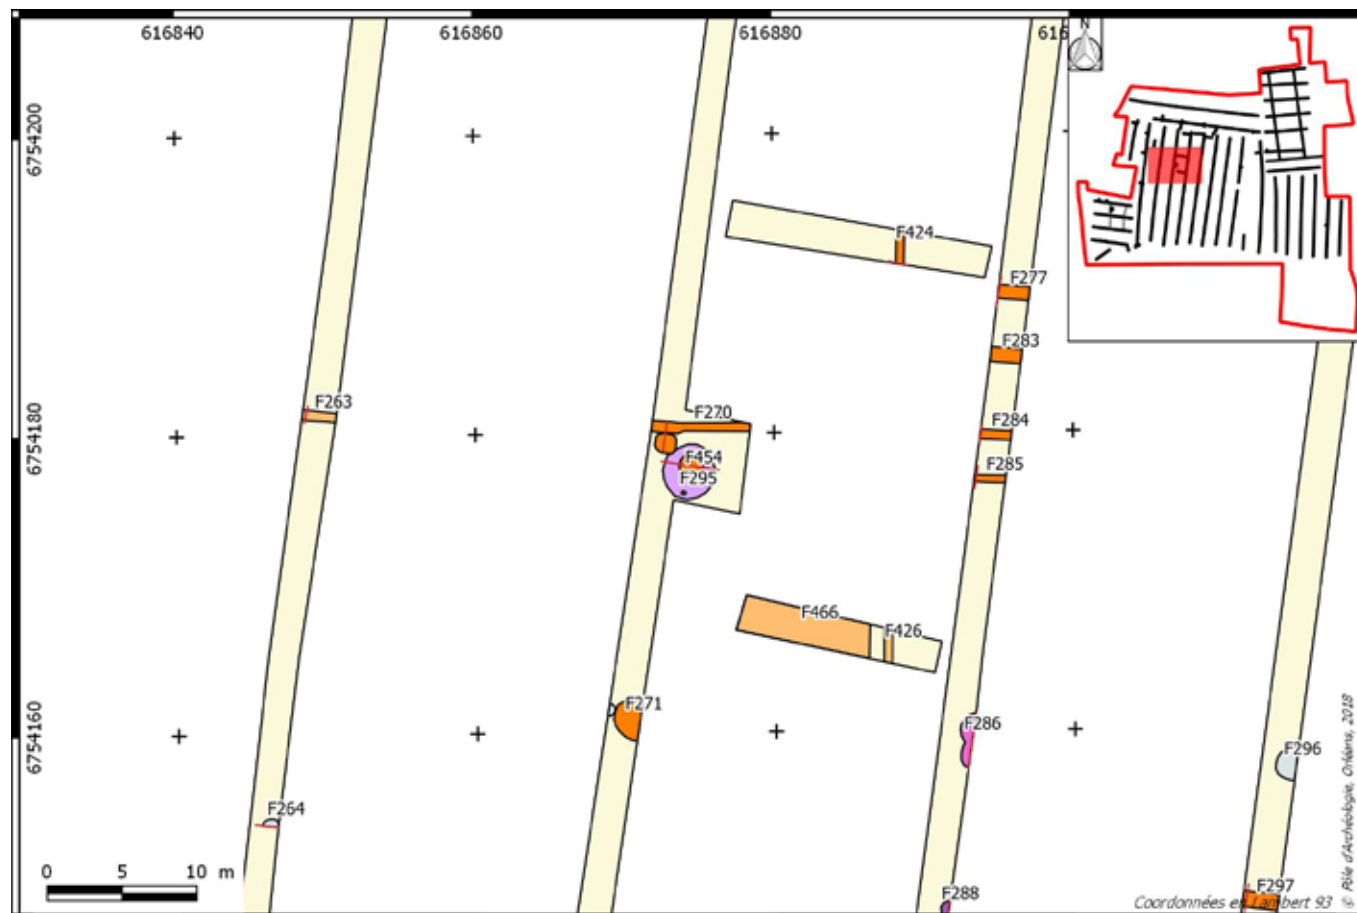 616840
616860
616880
616
N
6754200
F424
F277
F283
F263
F270
F284
6754180
F454
F285
F295
F466
F426
F271
F286
6754160
F296
F264
0 5 10 m
F297
F288
Coordonnées en Lambert 93
© Pôle d'Archéologie, Orléans, 2018